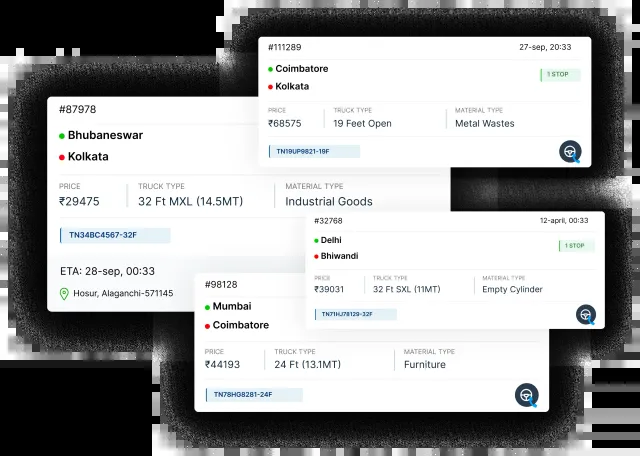 #111289
27-sep, 20:33
Coimbatore
1 STOP
Kolkata
PRICE
TRUCK TYPE
MATERIAL TYPE
₹68575
19 Feet Open
Metal Wastes
TN19UP9821-19F
#87978
Bhubaneswar
Kolkata
PRICE
TRUCK TYPE
MATERIAL TYPE
₹29475
32 Ft MXL (14.5MT)
Industrial Goods
TN34BC4567-32F
ETA: 28-sep, 00:33
Hosur, Alaganchi-571145
#32768
12-april, 00:33
Delhi
1 STOP
Bhiwandi
PRICE
TRUCK TYPE
MATERIAL TYPE
₹39031
32 Ft SXL (11MT)
Empty Cylinder
TN71HJ78129-32F
#98128
Mumbai
Coimbatore
PRICE
TRUCK TYPE
MATERIAL TYPE
₹44193
24 Ft (13.1MT)
Furniture
TN78HG8281-24F